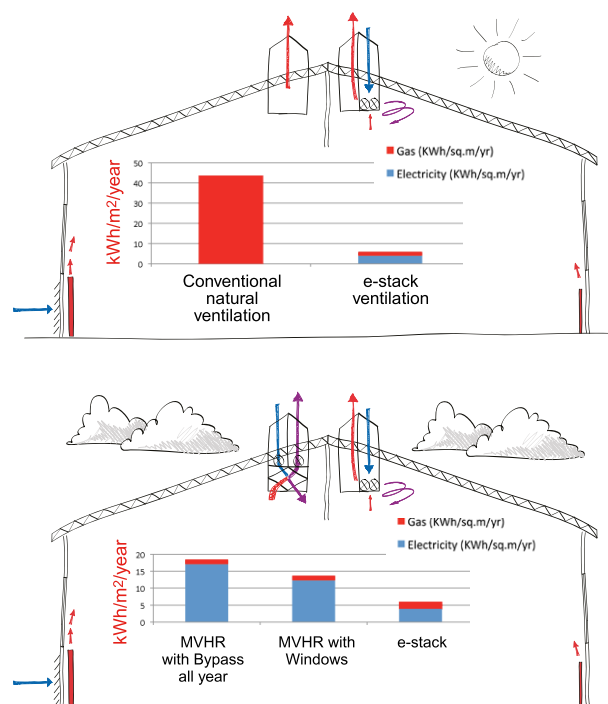 Gas (KWh/sq.m/yr)
Electricity (KWh/sq.m/yr)
kWh/m2/year
50
40
30
20
10
0
Conventional
natural
ventilation
e-stack
ventilation
Gas (KWh/sq.m/yr)
Electricity (KWh/sq.m/yr)
kWh/m2/year
20
15
10
5
0
MVHR
with Bypass
all year
MVHR with
Windows
e-stack